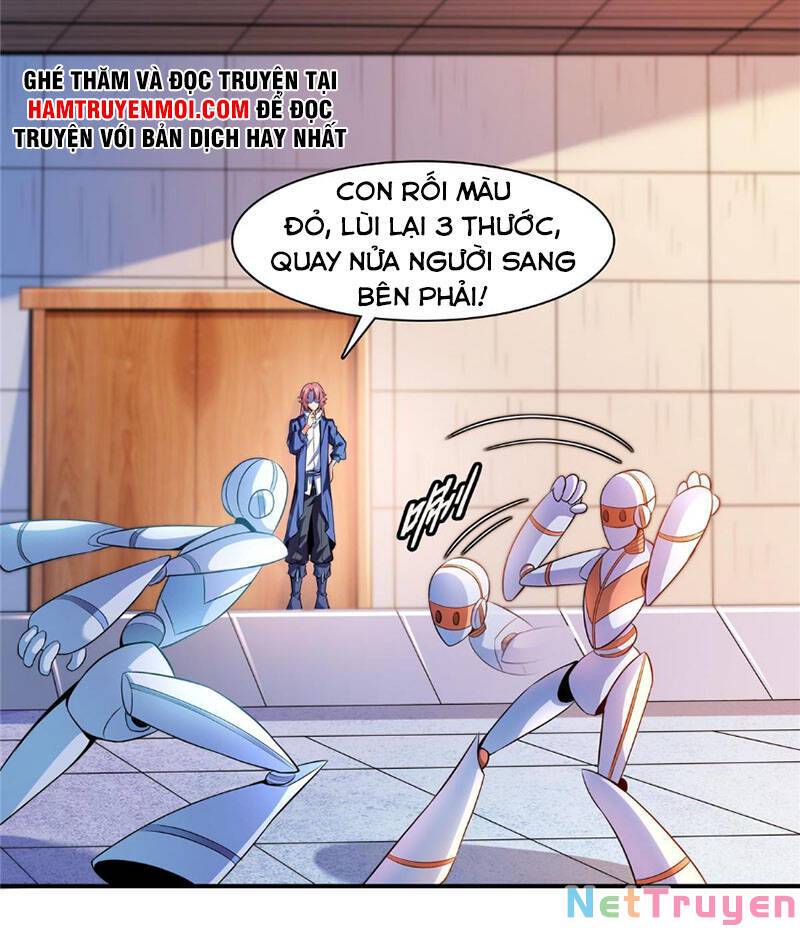 GHÉ THĂM VÀ ĐỌC TRUYỆN TẠI
HAMTRUYENMOI.COM ĐỂ ĐỌC
TRUYỆN VỚI BẢN DỊCH HAY NHẤT
CON RỐI MÀU
ĐỎ, LÙI LẠI 3 THƯỚC,
QUAY NỬA NGƯỜI SANG
BÊN PHẢI!
NetTruyen